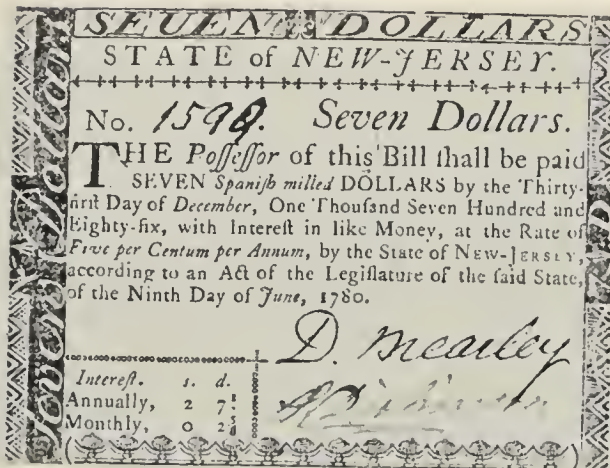 SEVEN DOLLARS
STATE of NEW-JERSEY.
No. 1599. Seven Dollars.
THE Poſſeſſor of this Bill ſhall be paid
SEVEN Spaniſh milled DOLLARS by the Thirty-
firſt Day of December, One Thouſand Seven Hundred and
Eighty-ſix, with Intereſt in like Money, at the Rate of
Five per Centum per Annum, by the State of NEW-JERSEY,
according to an Act of the Legiſlature of the ſaid State,
of the Ninth Day of June, 1780.
D. Brearley
Intereſt. s. d.
Annually, 2 7
Monthly, 0 2
Seven Dollars